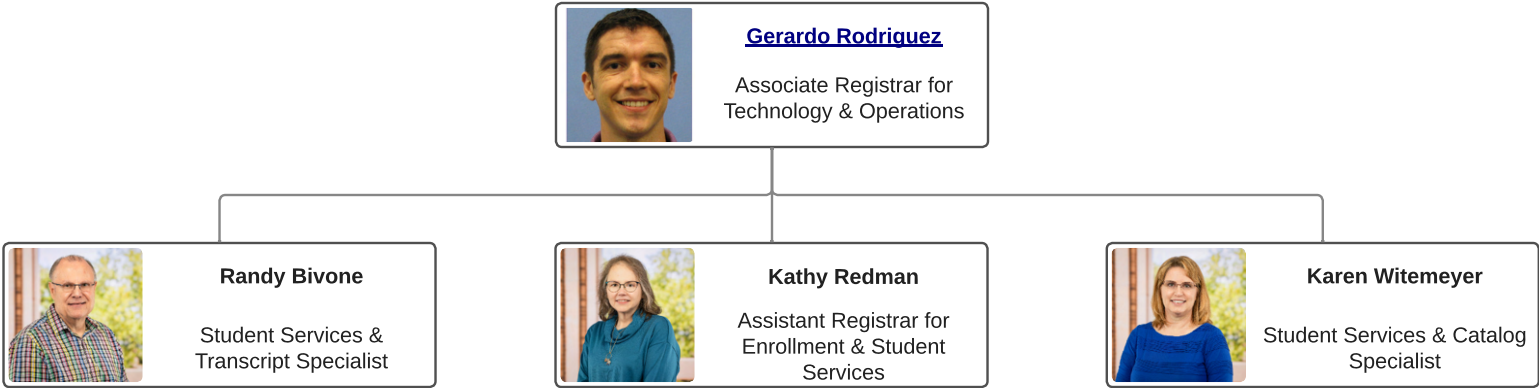 Gerardo Rodriguez
Associate Registrar for
Technology & Operations
Randy Bivone
Student Services &
Transcript Specialist
Kathy Redman
Assistant Registrar for
Enrollment & Student
Services
Karen Witemeyer
Student Services & Catalog
Specialist